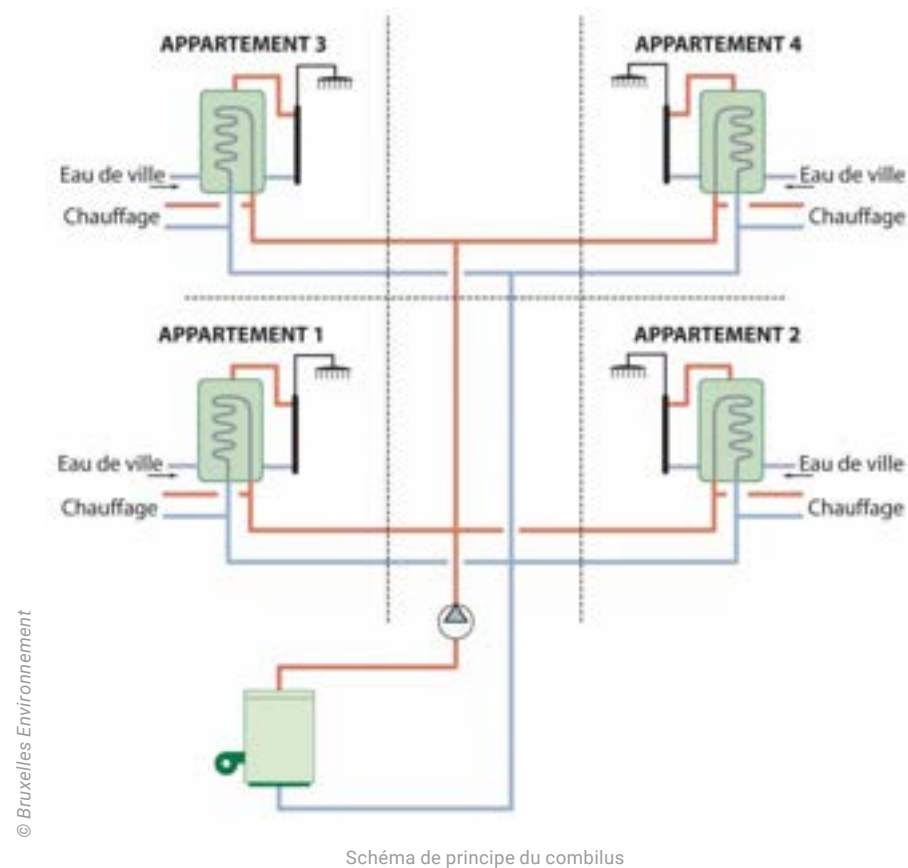 APPARTEMENT 3
APPARTEMENT 4
Eau de ville
Chauffage
Eau de ville
Chauffage
APPARTEMENT 1
APPARTEMENT 2
Eau de ville
Chauffage
Eau de ville
Chauffage
© Bruxelles Environnement
Schéma de principe du combilus